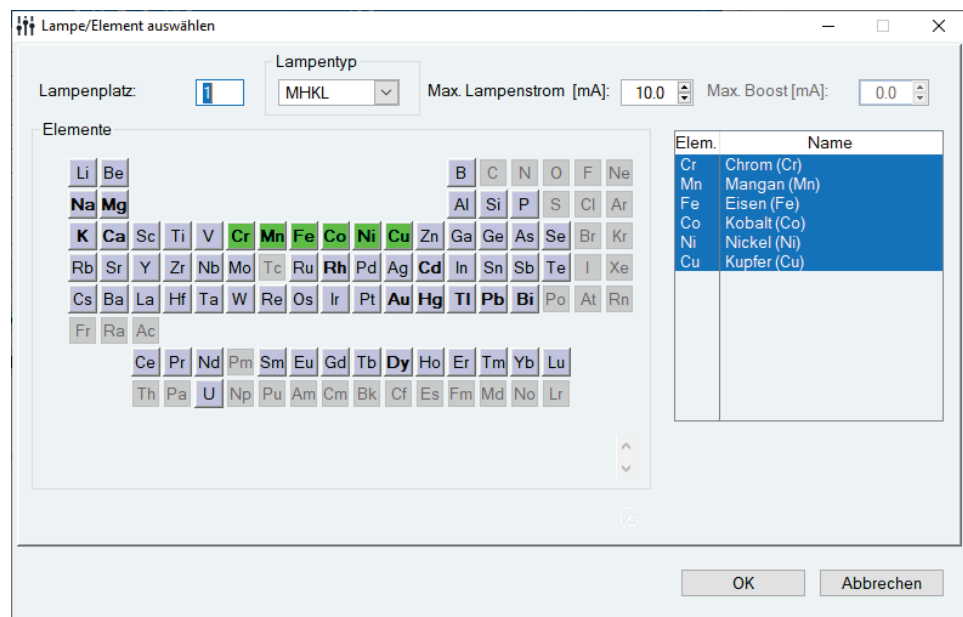 Lampe/Element auswählen
Lampenplatz: 1
Lampentyp
MHKL
Max. Lampenstrom [mA]: 10.0
Max. Boost [mA]: 0.0
Elemente
Li Be B C N O F Ne
Na Mg Al Si P S Cl Ar
K Ca Sc Ti V Cr Mn Fe Co Ni Cu Zn Ga Ge As Se Br Kr
Rb Sr Y Zr Nb Mo Tc Ru Rh Pd Ag Cd In Sn Sb Te I Xe
Cs Ba La Hf Ta W Re Os Ir Pt Au Hg Tl Pb Bi Po At Rn
Fr Ra Ac
Ce Pr Nd Pm Sm Eu Gd Tb Dy Ho Er Tm Yb Lu
Th Pa U Np Pu Am Cm Bk Cf Es Fm Md No Lr
Elem. Name
Cr Chrom (Cr)
Mn Mangan (Mn)
Fe Eisen (Fe)
Co Kobalt (Co)
Ni Nickel (Ni)
Cu Kupfer (Cu)
OK Abbrechen